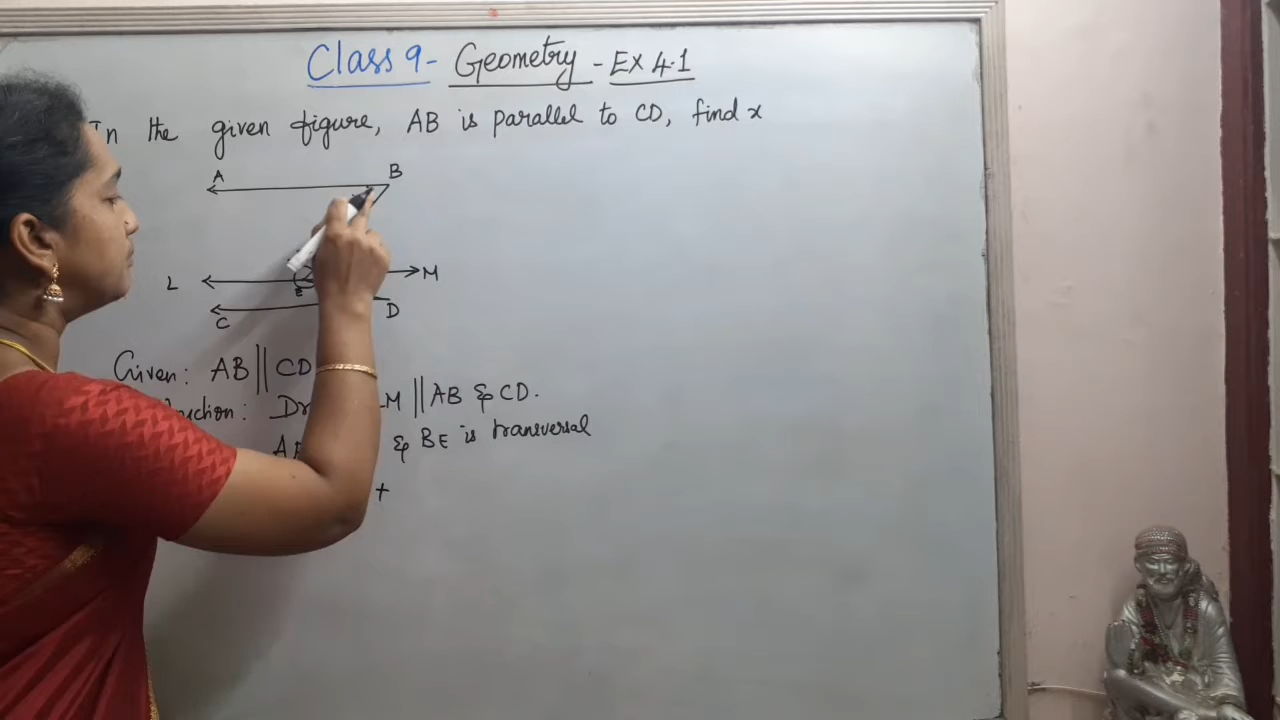 Class 9 - Geometry - EX 4.1
In the given figure, AB is parallel to CD, find x
A B
L E M
C D
Given: AB || CD
: M || AB & CD.
& BE is transversal
+